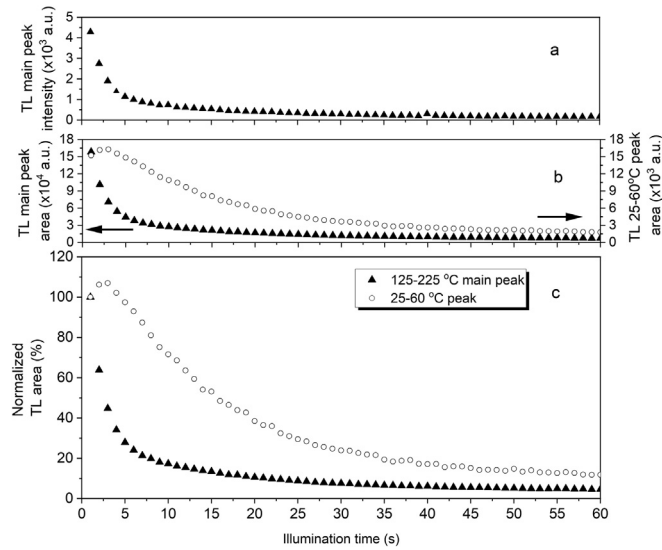 TL main peak
intensity (x10³ a.u.)
5
4
3
2
1
0
a
TL main peak
area (x10⁴ a.u.)
18
15
12
9
6
3
0
b
18
15
12
9
6
3
0
TL 25-60°C peak
area (x10³ a.u.)
Normalized
TL area (%)
120
100
80
60
40
20
0
125-225 °C main peak
25-60 °C peak
c
0 5 10 15 20 25 30 35 40 45 50 55 60
Illumination time (s)